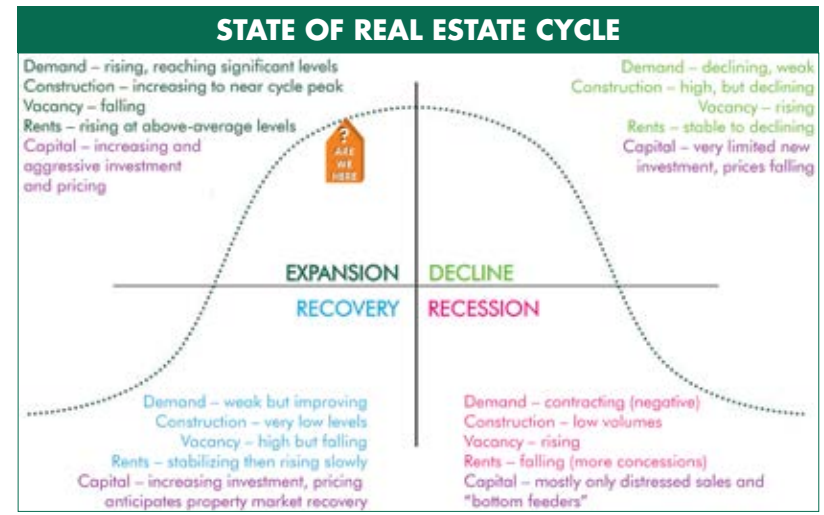 STATE OF REAL ESTATE CYCLE
Demand – rising, reaching significant levels
Construction – increasing to near cycle peak
Vacancy – falling
Rents – rising at above-average levels
Capital – increasing and
aggressive investment
and pricing
Demand – declining, weak
Construction – high, but declining
Vacancy – rising
Rents – stable to declining
Capital – very limited new
investment, prices falling
?
ARE
WE
HERE
EXPANSION
DECLINE
RECOVERY
RECESSION
Demand – weak but improving
Construction – very low levels
Vacancy – high but falling
Rents – stabilizing then rising slowly
Capital – increasing investment, pricing
anticipates property market recovery
Demand – contracting (negative)
Construction – low volumes
Vacancy – rising
Rents – falling (more concessions)
Capital – mostly only distressed sales and
"bottom feeders"